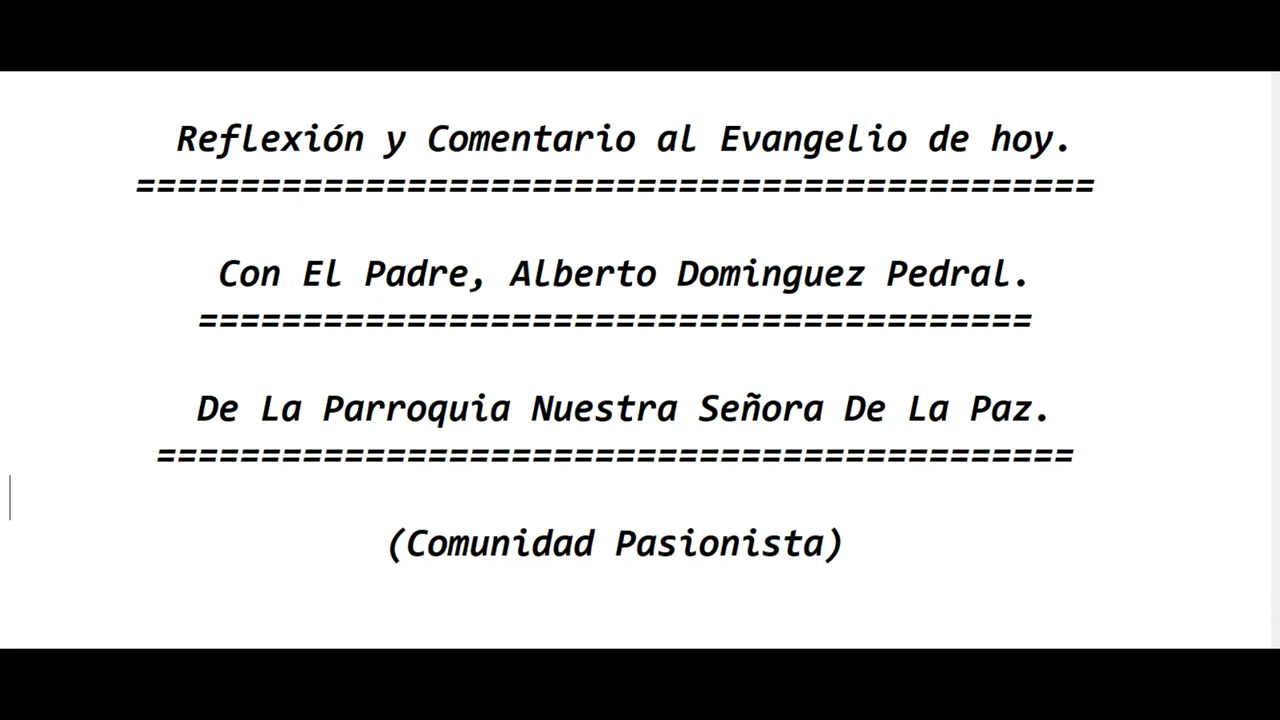 Reflexión y Comentario al Evangelio de hoy.
==============================================
Con El Padre, Alberto Dominguez Pedral.
========================================
De La Parroquia Nuestra Señora De La Paz.
============================================
(Comunidad Pasionista)